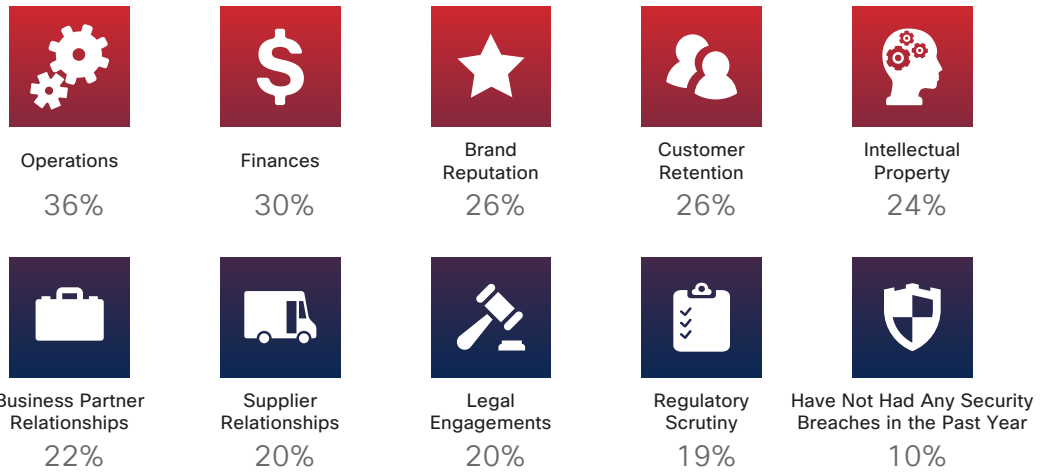 Operations
36%
Finances
30%
Brand
Reputation
26%
Customer
Retention
26%
Intellectual
Property
24%
Business Partner
Relationships
22%
Supplier
Relationships
20%
Legal
Engagements
20%
Regulatory
Scrutiny
19%
Have Not Had Any Security
Breaches in the Past Year
10%